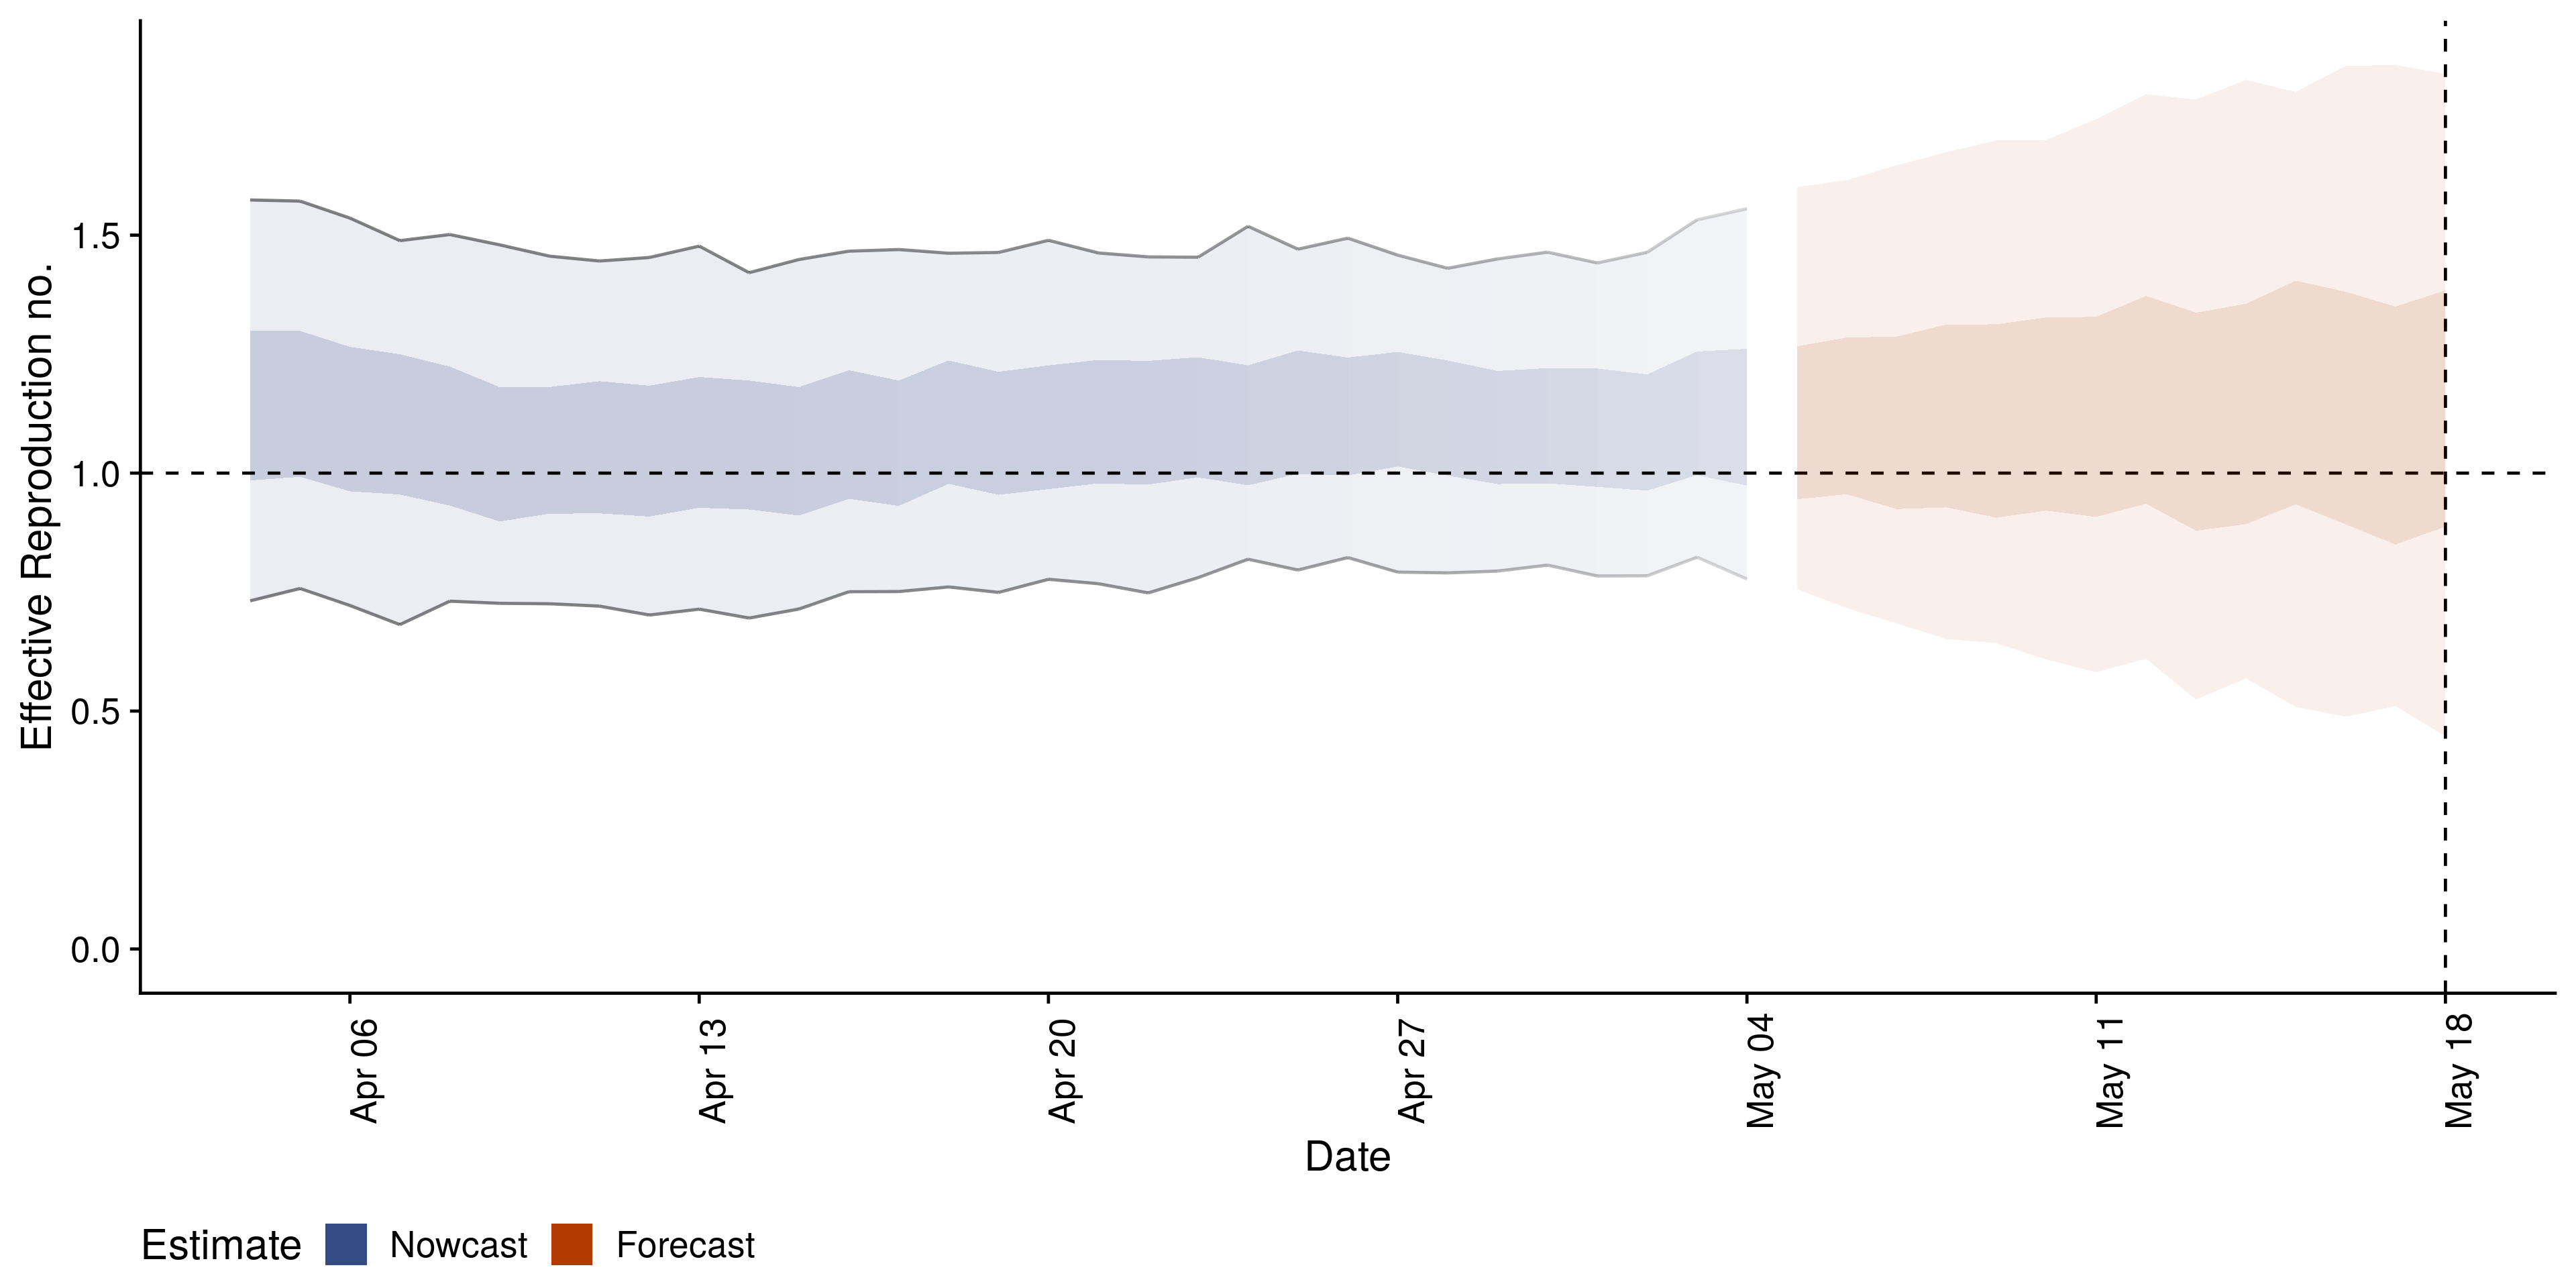 Effective Reproduction no.
1.5
1.0
0.5
0.0
Apr 06
Apr 13
Apr 20
Apr 27
May 04
May 11
May 18
Date
Estimate Nowcast Forecast